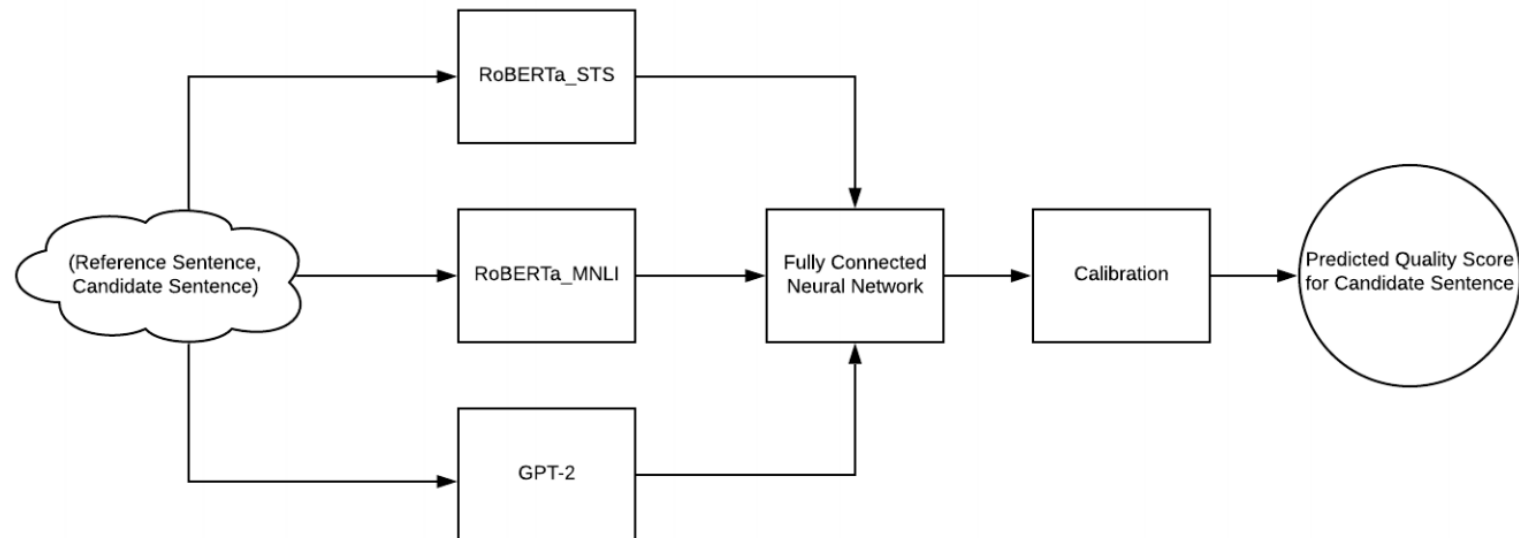 RoBERTa_STS
(Reference Sentence,
Candidate Sentence)
RoBERTa_MNLI
Fully Connected
Neural Network
Calibration
Predicted Quality Score
for Candidate Sentence
GPT-2